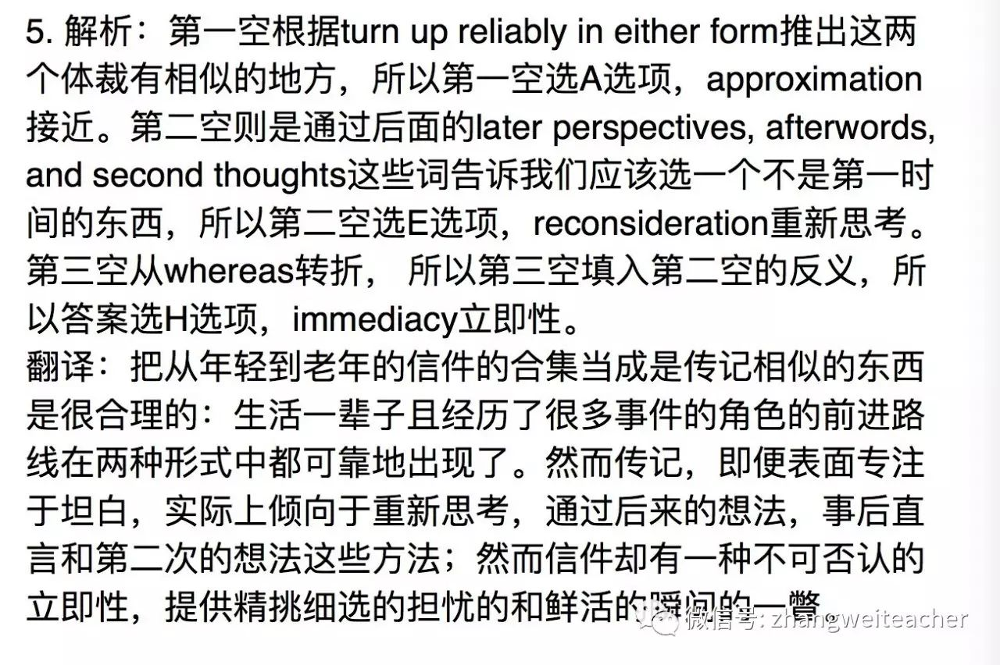 5. 解析：第一空根据turn up reliably in either form推出这两
个体裁有相似的地方，所以第一空选A选项，approximation
接近。第二空则是通过后面的later perspectives, afterwords,
and second thoughts这些词告诉我们应该选一个不是第一时
间的东西，所以第二空选E选项，reconsideration重新思考。
第三空从whereas转折， 所以第三空填入第二空的反义，所
以答案选H选项，immediacy立即性。
翻译：把从年轻到老年的信件的合集当成是传记相似的东西
是很合理的：生活一辈子且经历了很多事件的角色的前进路
线在两种形式中都可靠地出现了。然而传记，即便表面专注
于坦白，实际上倾向于重新思考，通过后来的想法，事后直
言和第二次的想法这些方法；然而信件却有一种不可否认的
立即性，提供精挑细选的担忧的和鲜活的瞬间的一瞥。
微信号: zhangweiteacher